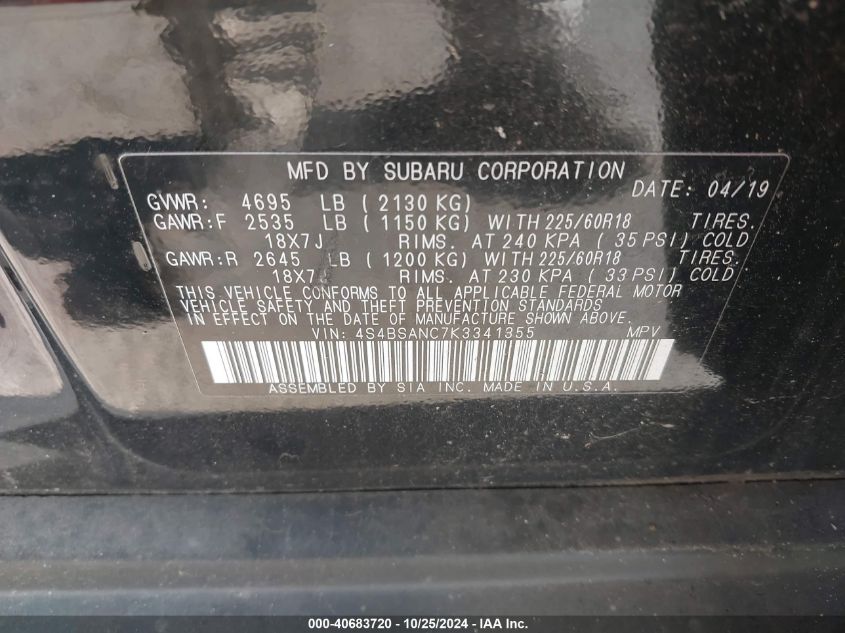 MFD BY SUBARU CORPORATION
DATE: 04/19
GVWR: 4695 LB (2130 KG)
GAWR:F 2535 LB (1150 KG) WITH 225/60R18 TIRES.
18X7J RIMS. AT 240 KPA (35 PSI) COLD
GAWR:R 2645 LB (1200 KG) WITH 225/60R18 TIRES.
18X7J RIMS. AT 230 KPA (33 PSI) COLD
THIS VEHICLE CONFORMS TO ALL APPLICABLE FEDERAL MOTOR
VEHICLE SAFETY AND THEFT PREVENTION STANDARDS
IN EFFECT ON THE DATE OF MANUFACTURE SHOWN ABOVE.
VIN: 4S4BSANC7K3341355 MPV
ASSEMBLED BY SIA INC. MADE IN U.S.A.
000-40683720 - 10/25/2024 - IAA Inc.